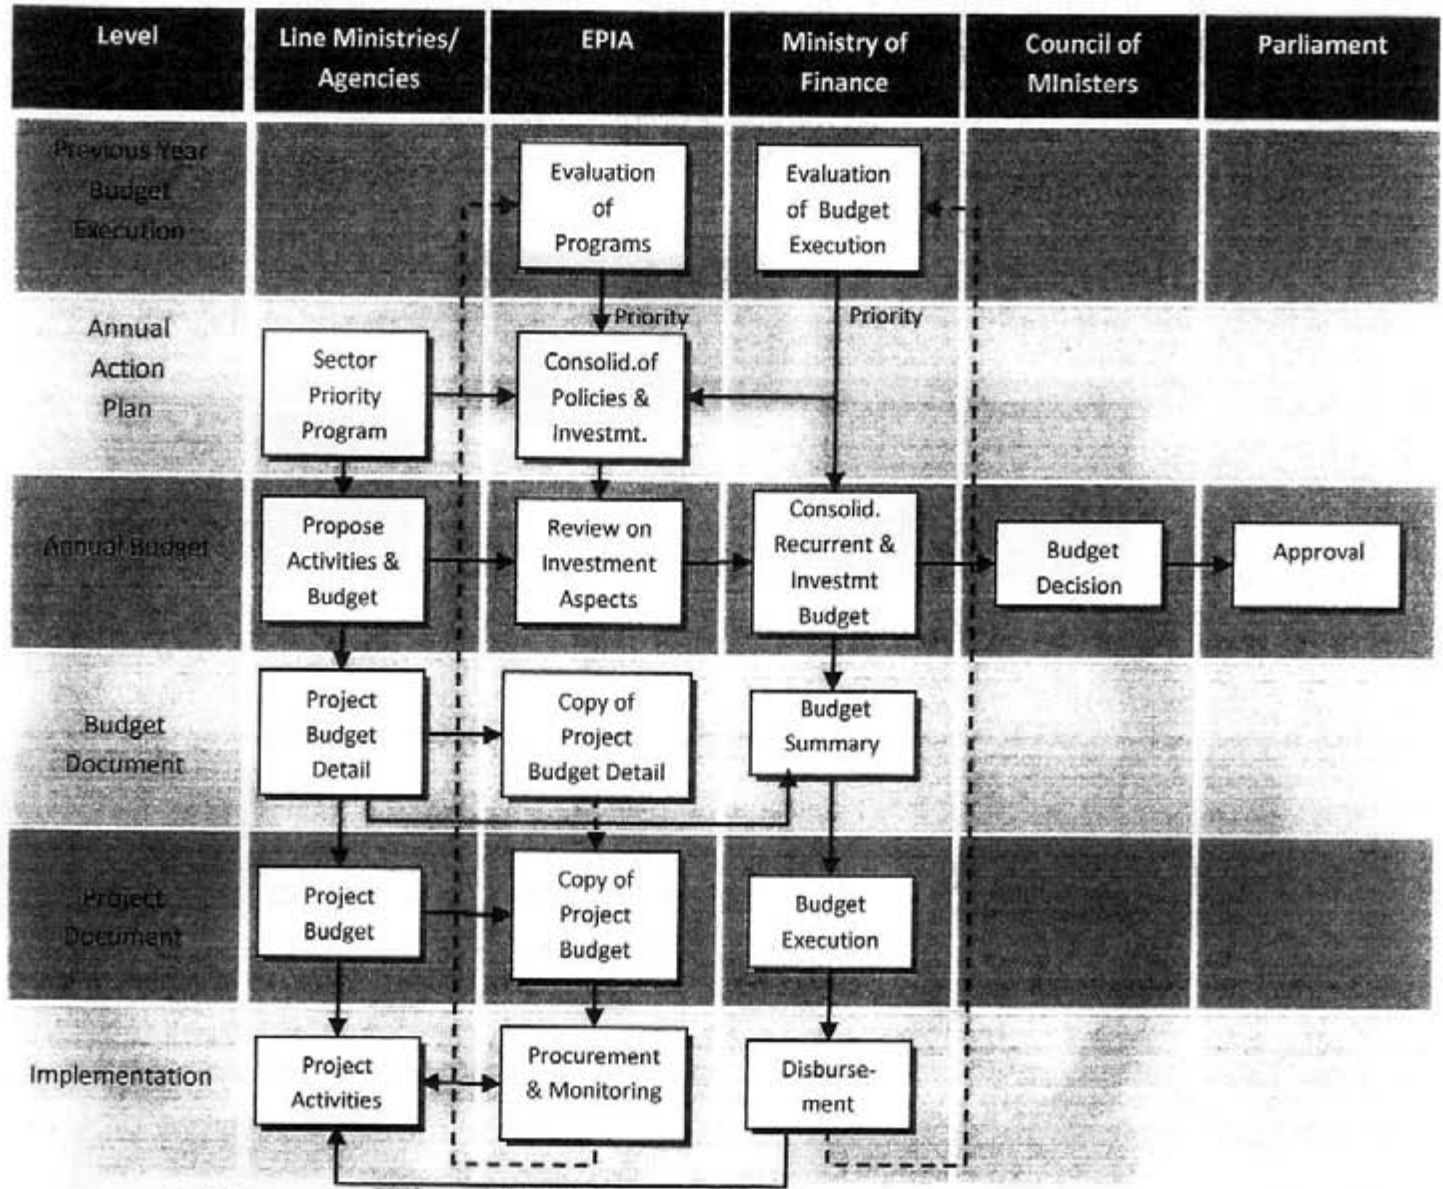 Level
Line Ministries/
Agencies
EPIA
Ministry of
Finance
Council of
MInisters
Parliament
Previous Year
Budget
Execution
Evaluation
of
Programs
Evaluation
of Budget
Execution
Annual
Action
Plan
Priority
Priority
Sector
Priority
Program
Consolid.of
Policies &
Investmt.
Annual Budget
Propose
Activities &
Budget
Review on
Investment
Aspects
Consolid.
Recurrent &
Investmt
Budget
Budget
Decision
Approval
Budget
Document
Project
Budget
Detail
Copy of
Project
Budget Detail
Budget
Summary
Project
Document
Project
Budget
Copy of
Project
Budget
Budget
Execution
Implementation
Project
Activities
Procurement
& Monitoring
Disburse-
ment